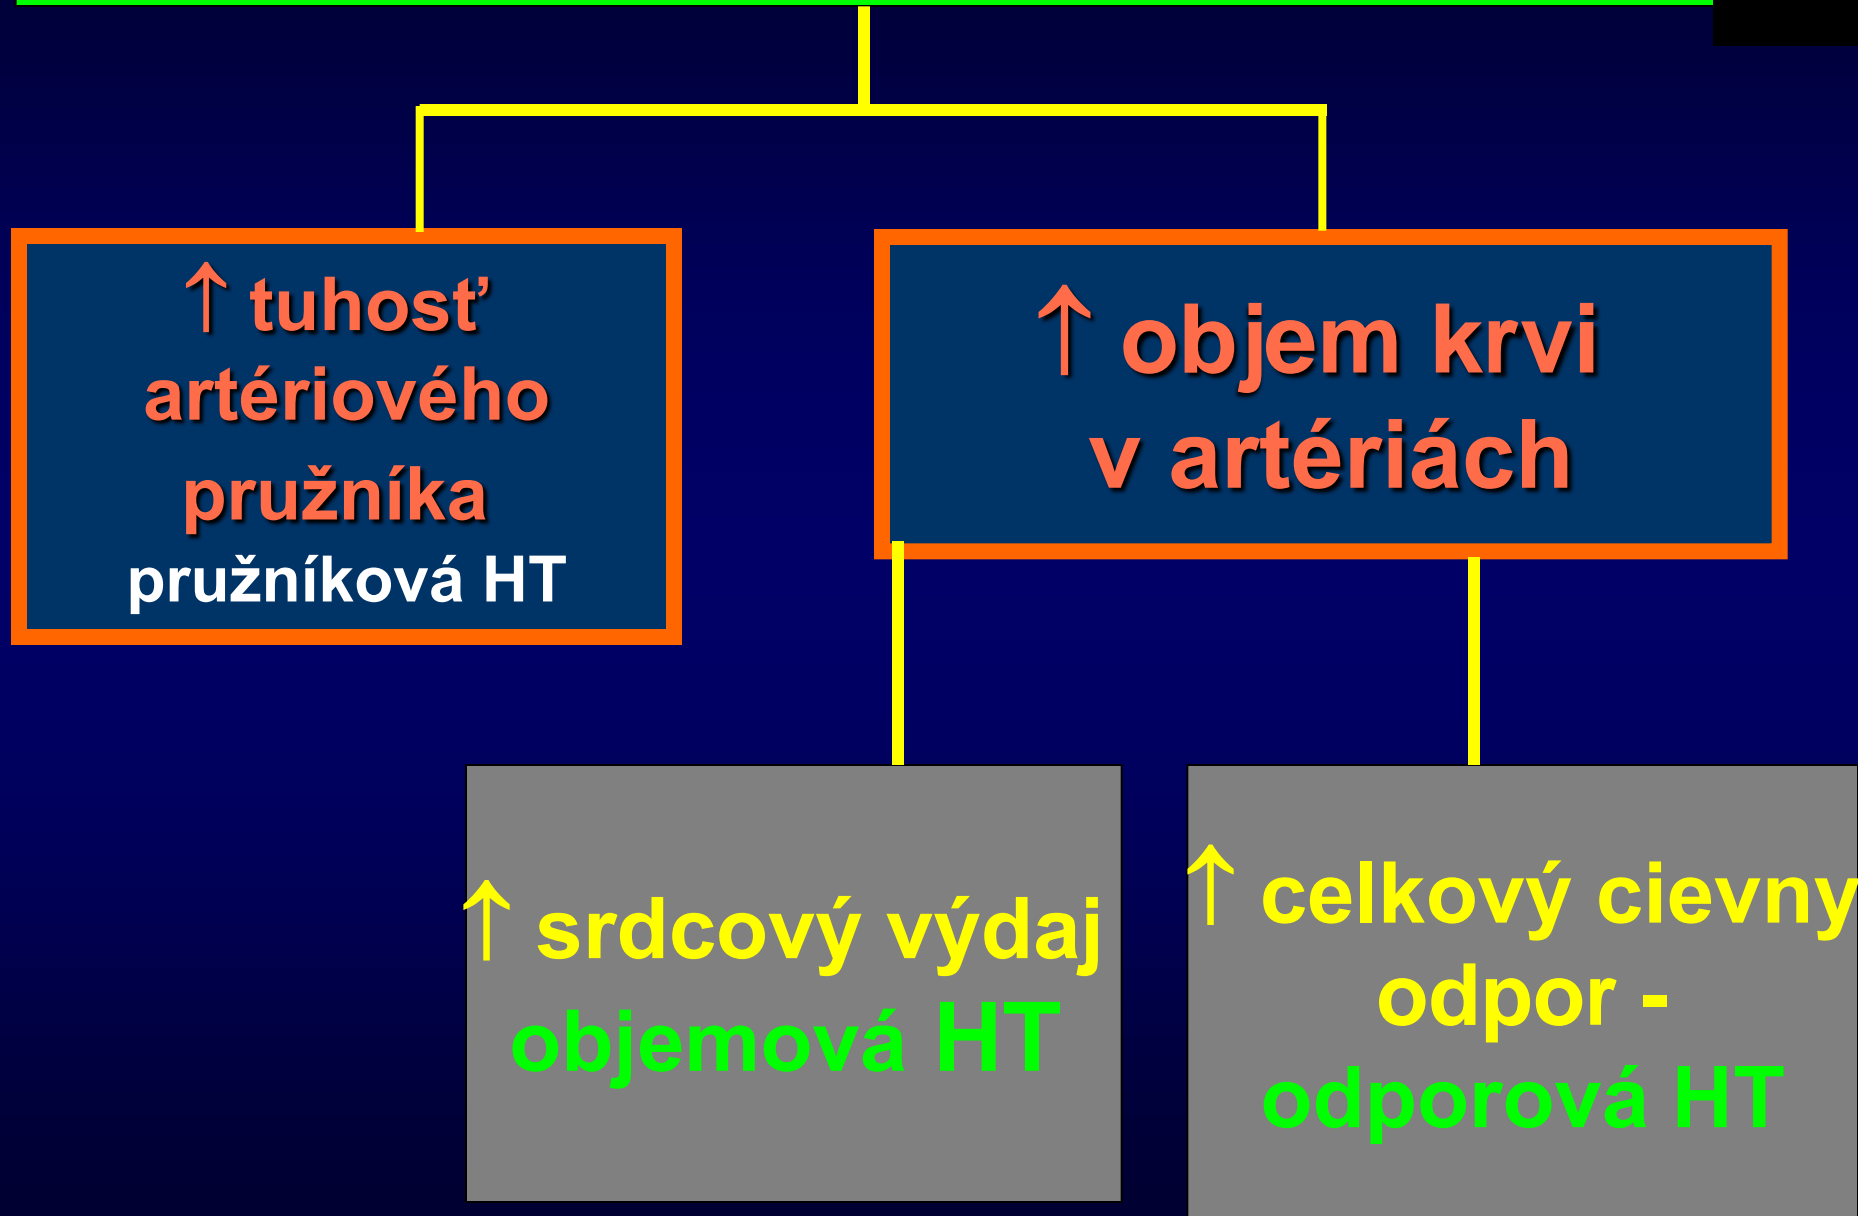 ↑ tuhosť
artériového
pružníka
pružníková HT
↑ objem krvi
v artériách
↑ srdcový výdaj
objemová HT
↑ celkový cievny
odpor -
odporová HT